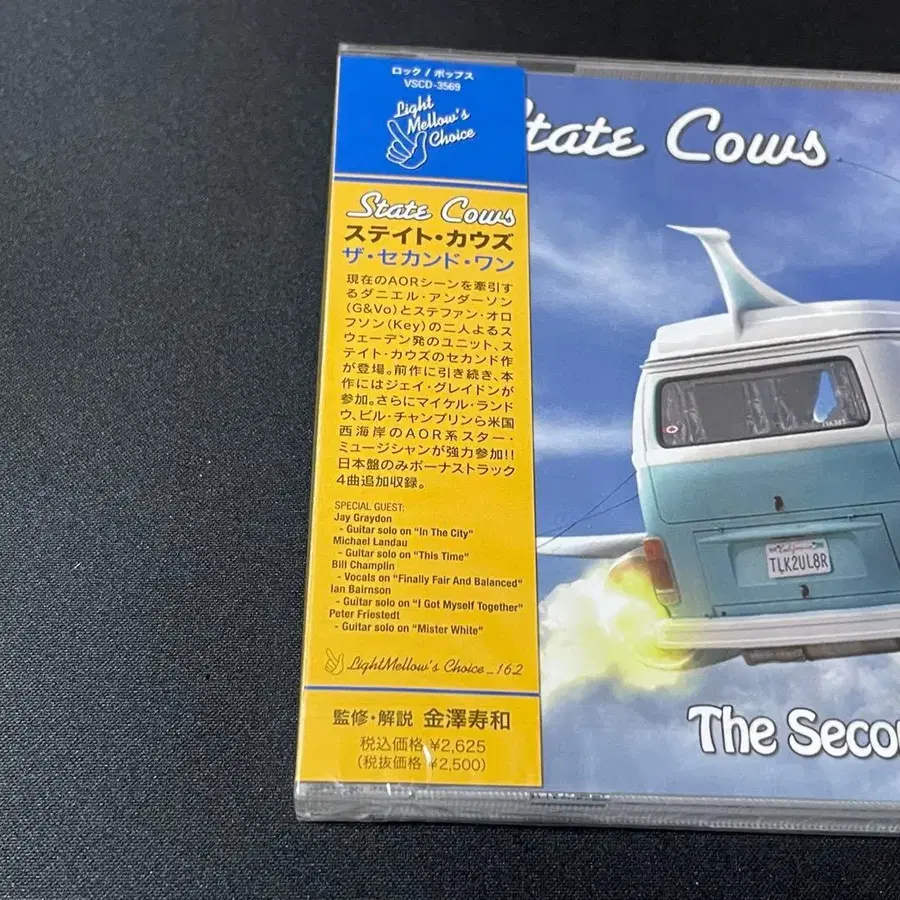 ロック / ポップス
VSCD-3569
Light
Mellow's
Choice
State Cows
ステイト・カウズ
ザ・セカンド・ワン
現在のAORシーンを牽引す
るダニエル・アンダーソン
(G&Vo)とステファン・オロ
フソン(Key)の二人よるス
ウェーデン発のユニット、ス
テイト・カウズのセカンド作
が登場。前作に引き続き、本
作にはジェイ・グレイドンが
参加。さらにマイケル・ランド
ウ、ビル・チャンプリンら米国
西海岸のAOR系スター・
ミュージシャンが強力参加!!
日本盤のみボーナストラック
4曲追加収録。
SPECIAL GUEST:
Jay Graydon
- Guitar solo on "In The City"
Michael Landau
- Guitar solo on "This Time"
Bill Champlin
- Vocals on "Finally Fair And Balanced"
Ian Bairnson
- Guitar solo on "I Got Myself Together"
Peter Friestedt
- Guitar solo on "Mister White"
LightMellow's Choice_162
監修・解説 金澤寿和
税込価格 ¥2,625
(税抜価格 ¥2,500)
State Cows
California
TLK2UL8R
The Secon